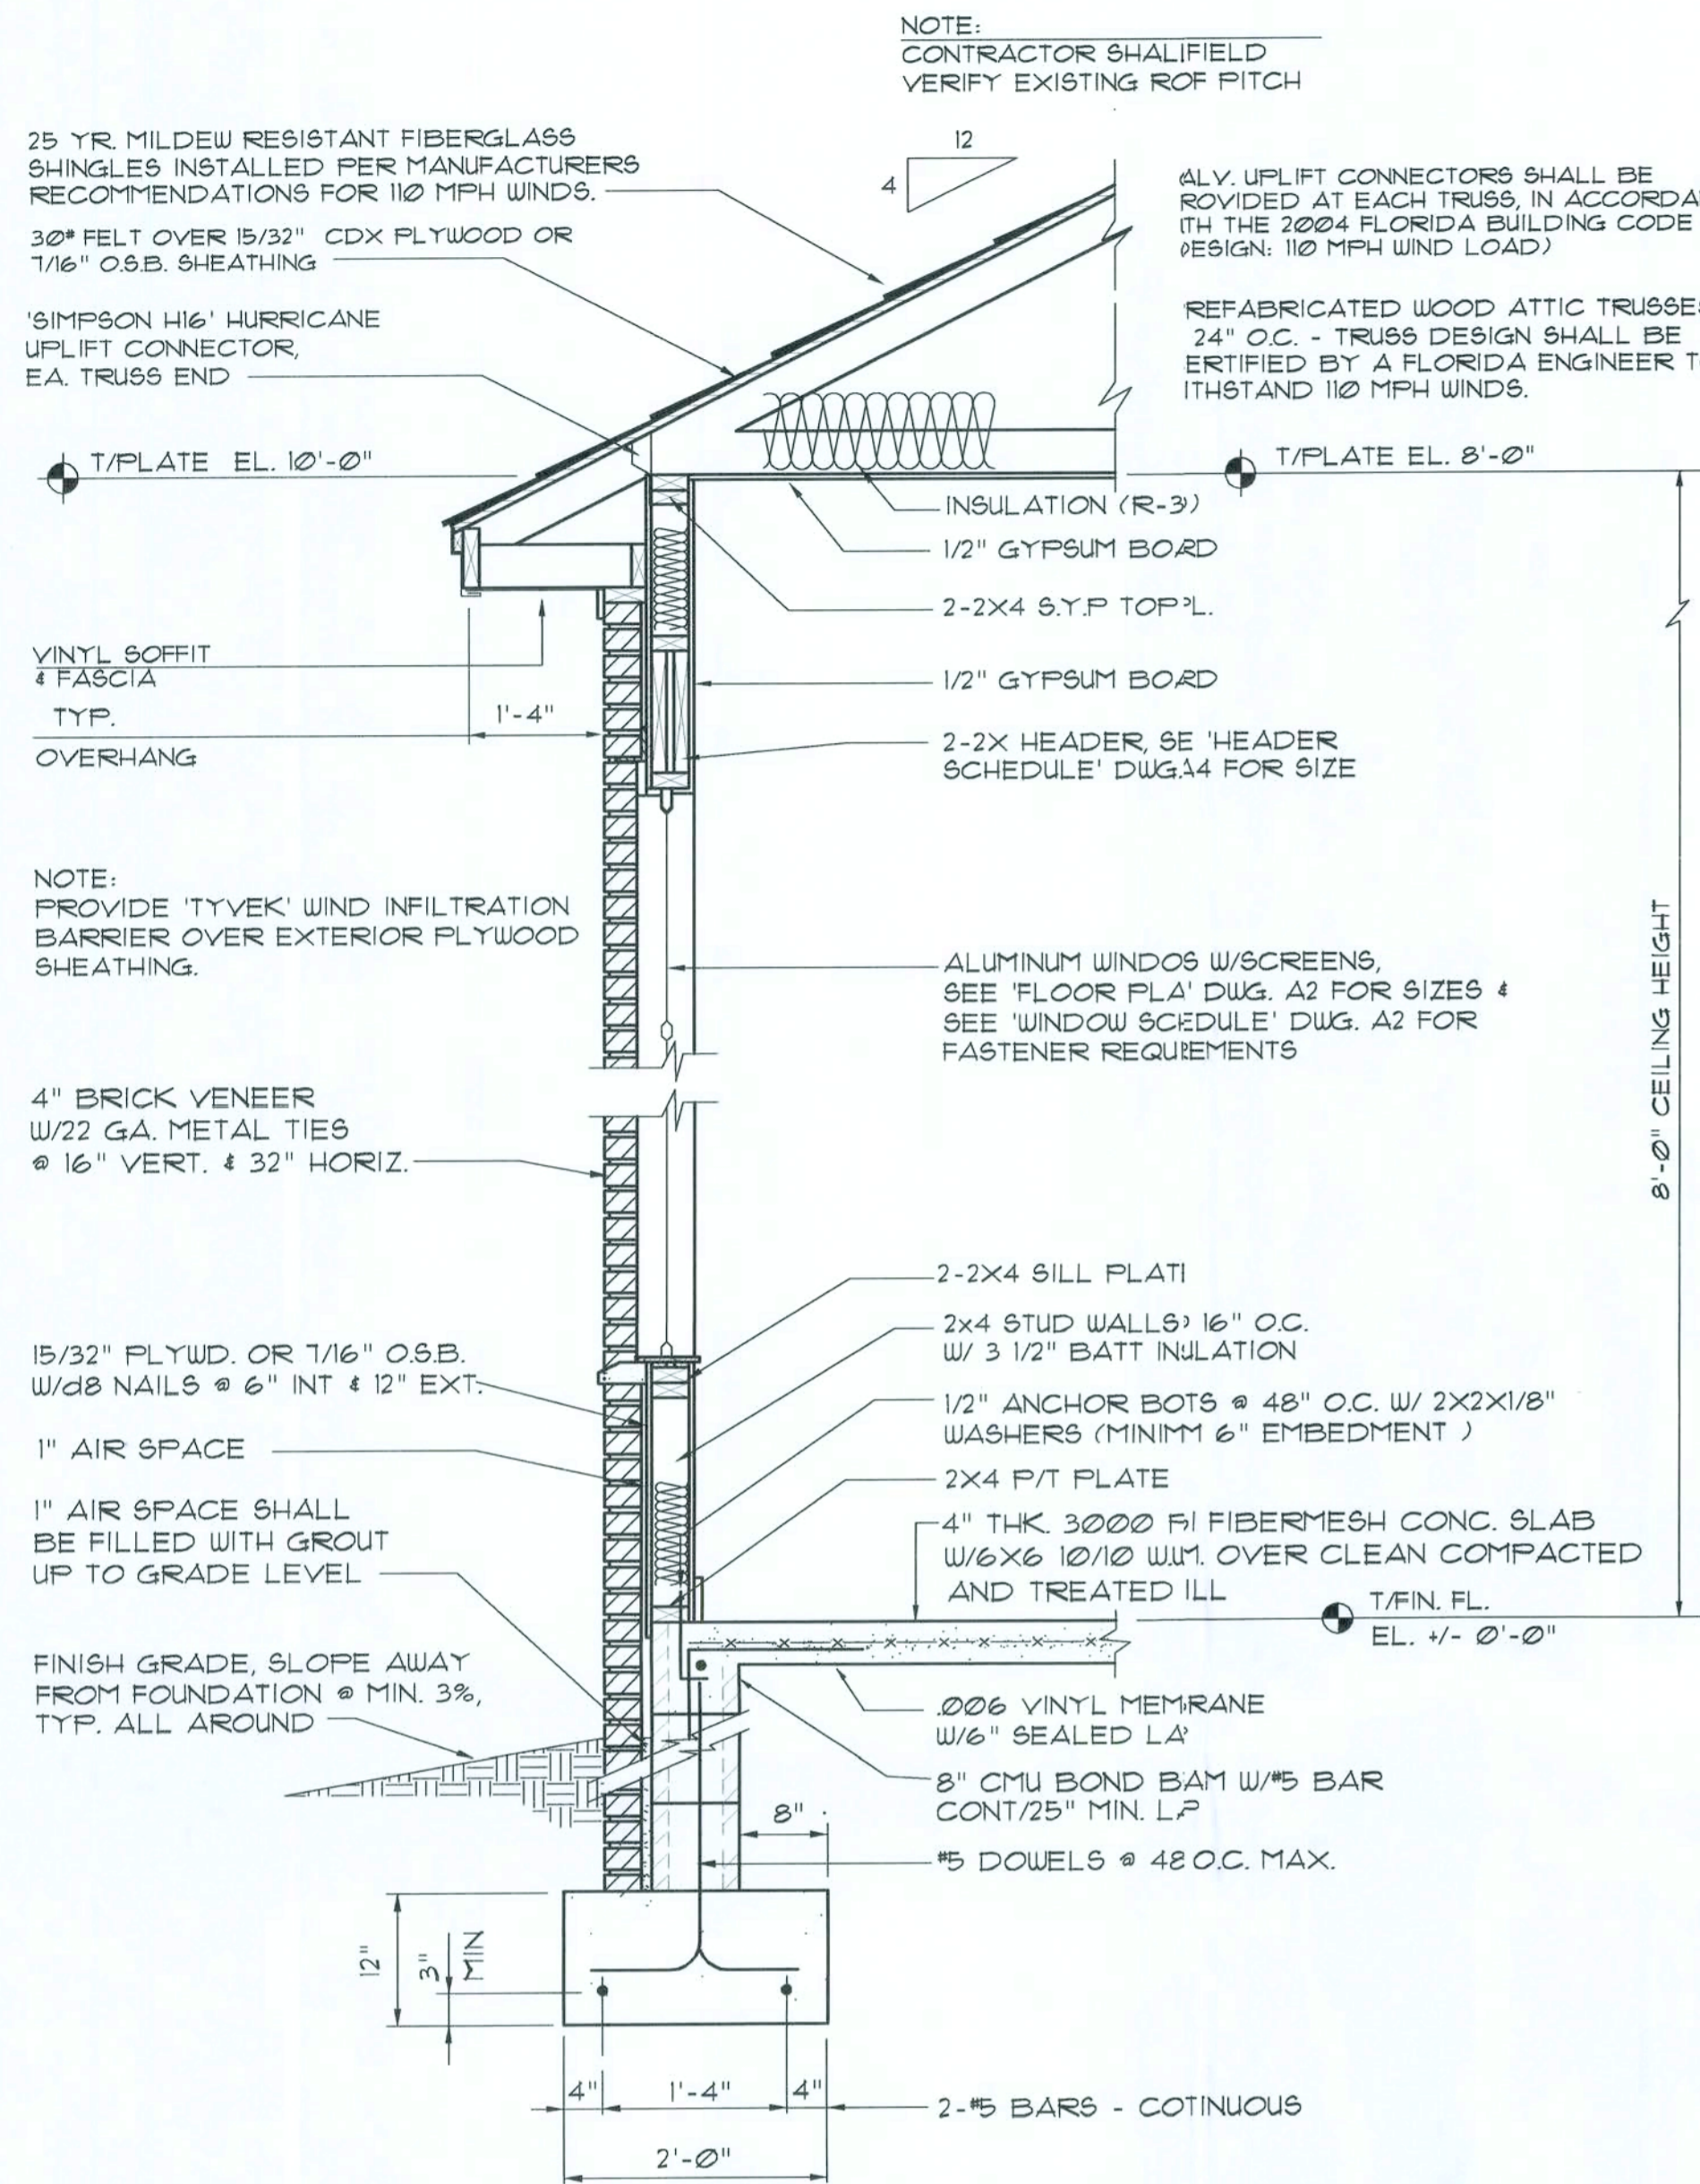 NOTE:
CONTRACTOR SHALIFIELD
VERIFY EXISTING ROF PITCH
12
4
25 YR. MILDEW RESISTANT FIBERGLASS
SHINGLES INSTALLED PER MANUFACTURERS
RECOMMENDATIONS FOR 110 MPH WINDS.
30# FELT OVER 15/32" CDX PLYWOOD OR
7/16" O.S.B. SHEATHING
'SIMPSON H16' HURRICANE
UPLIFT CONNECTOR,
EA. TRUSS END
T/PLATE EL. 10'-0"
VINYL SOFFIT
& FASCIA
TYP.
OVERHANG
1'-4"
NOTE:
PROVIDE 'TYVEK' WIND INFILTRATION
BARRIER OVER EXTERIOR PLYWOOD
SHEATHING.
4" BRICK VENEER
W/22 GA. METAL TIES
@ 16" VERT. & 32" HORIZ.
15/32" PLYWD. OR 7/16" O.S.B.
W/d8 NAILS @ 6" INT & 12" EXT.
1" AIR SPACE
1" AIR SPACE SHALL
BE FILLED WITH GROUT
UP TO GRADE LEVEL
FINISH GRADE, SLOPE AWAY
FROM FOUNDATION @ MIN. 3%,
TYP. ALL AROUND
ALV. UPLIFT CONNECTORS SHALL BE
ROVIDED AT EACH TRUSS, IN ACCORDA
ITH THE 2004 FLORIDA BUILDING CODE
DESIGN: 110 MPH WIND LOAD)
REFABRICATED WOOD ATTIC TRUSSES
24" O.C. - TRUSS DESIGN SHALL BE
ERTIFIED BY A FLORIDA ENGINEER TO
ITHSTAND 110 MPH WINDS.
T/PLATE EL. 8'-0"
INSULATION (R-3)
1/2" GYPSUM BOARD
2-2X4 S.Y.P TOP PL.
1/2" GYPSUM BOARD
2-2X HEADER, SE 'HEADER
SCHEDULE' DWG.A4 FOR SIZE
ALUMINUM WINDOS W/SCREENS,
SEE 'FLOOR PLA' DWG. A2 FOR SIZES &
SEE 'WINDOW SCEDULE' DWG. A2 FOR
FASTENER REQUIREMENTS
8'-0" CEILING HEIGHT
2-2X4 SILL PLATE
2x4 STUD WALLS 16" O.C.
W/ 3 1/2" BATT INULATION
1/2" ANCHOR BOTS @ 48" O.C. W/ 2X2X1/8"
WASHERS (MINIMM 6" EMBEDMENT )
2X4 P/T PLATE
4" THK. 3000 FIBERMESH CONC. SLAB
W/6X6 10/10 W.W.M. OVER CLEAN COMPACTED
AND TREATED ILL
T/FIN. FL.
EL. +/- 0'-0"
.006 VINYL MEMRANE
W/6" SEALED LA
8" CMU BOND BAM W/#5 BAR
CONT/25" MIN. LP
8"
#5 DOWELS @ 48 O.C. MAX.
12"
3"
MIN
4"
1'-4"
4"
2-#5 BARS - COTINUOUS
2'-0"